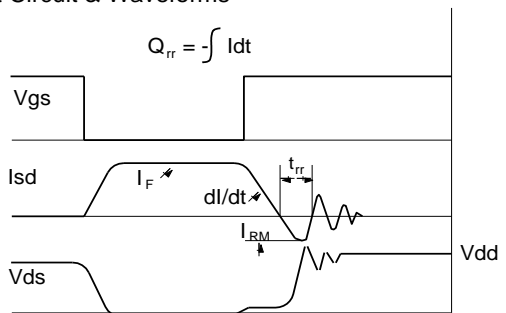 Circuit & Waveforms
Qrr = -∫ Idt
Vgs
Isd
IF
dI/dt
trr
IRM
Vdd
Vds